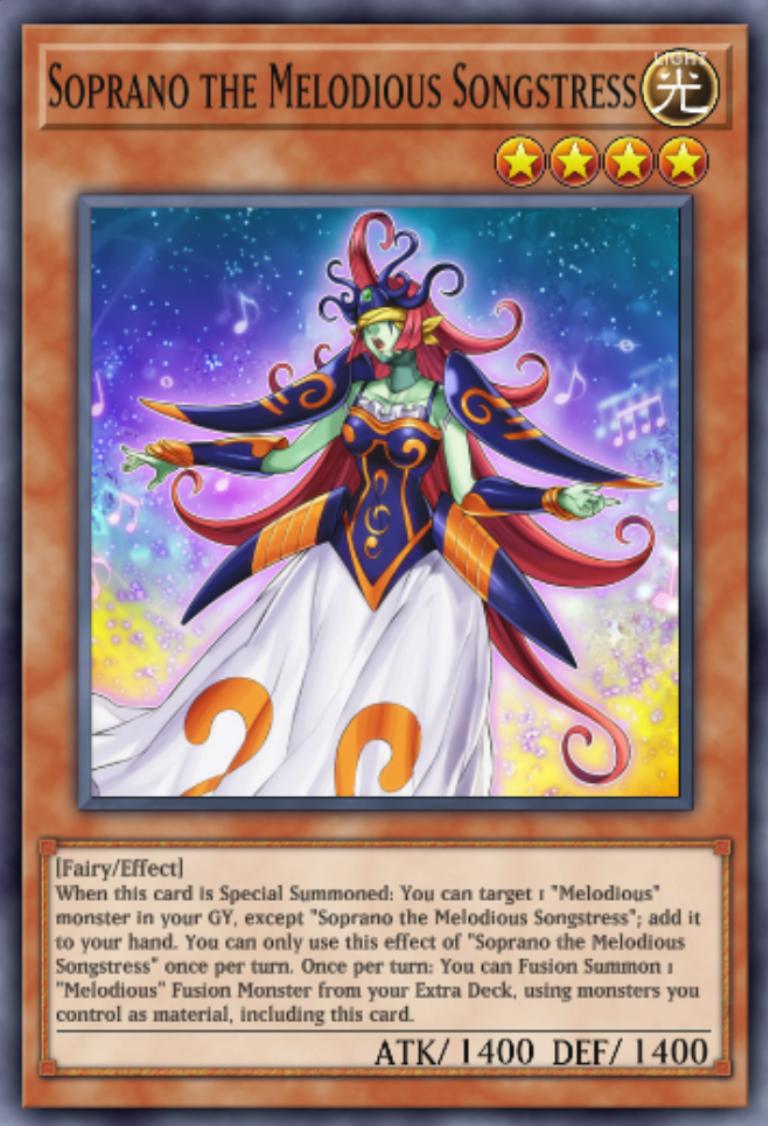 SOPRANO THE MELODIOUS SONGSTRESS
LIGHT
光
[Fairy/Effect]
When this card is Special Summoned: You can target 1 "Melodious"
monster in your GY, except "Soprano the Melodious Songstress"; add it
to your hand. You can only use this effect of "Soprano the Melodious
Songstress" once per turn. Once per turn: You can Fusion Summon 1
"Melodious" Fusion Monster from your Extra Deck, using monsters you
control as material, including this card.
ATK/ 1400 DEF/ 1400